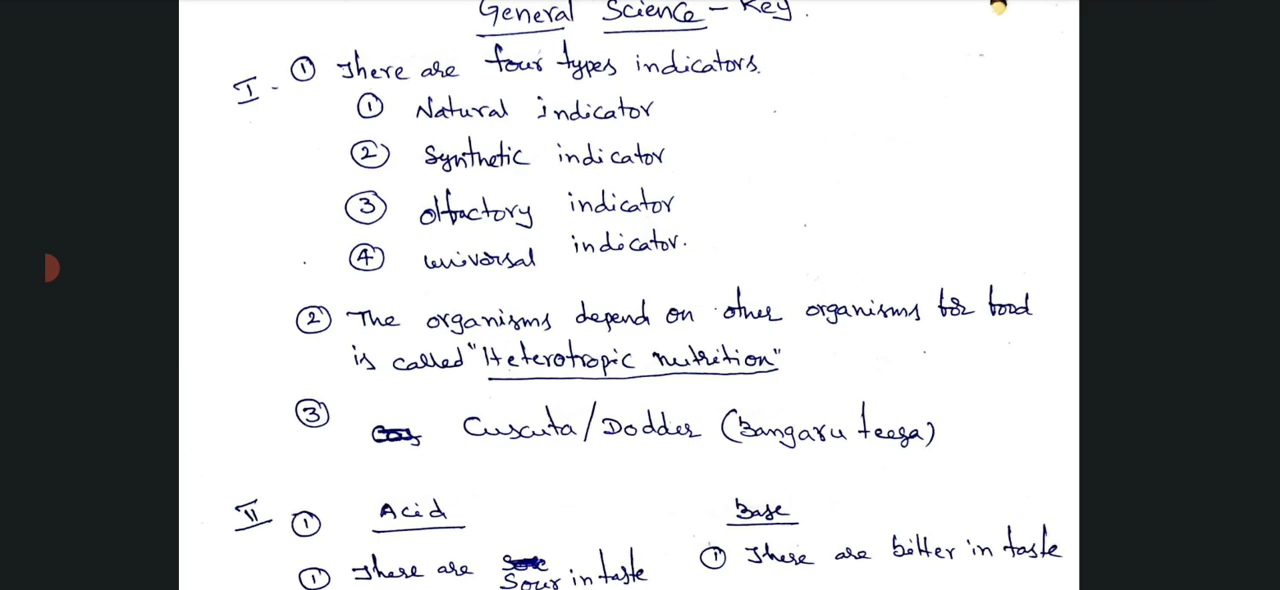 General Science - Key.
I. ① There are four types indicators.
① Natural indicator
② Synthetic indicator
③ olfactory indicator
④ universal indicator.
② The organisms depend on other organisms for food
is called "Heterotropic nutrition"
③ Cuscuta/Dodder (Bangaru teega)
II ① Acid Base
① There are Sour in taste ① There are bitter in taste